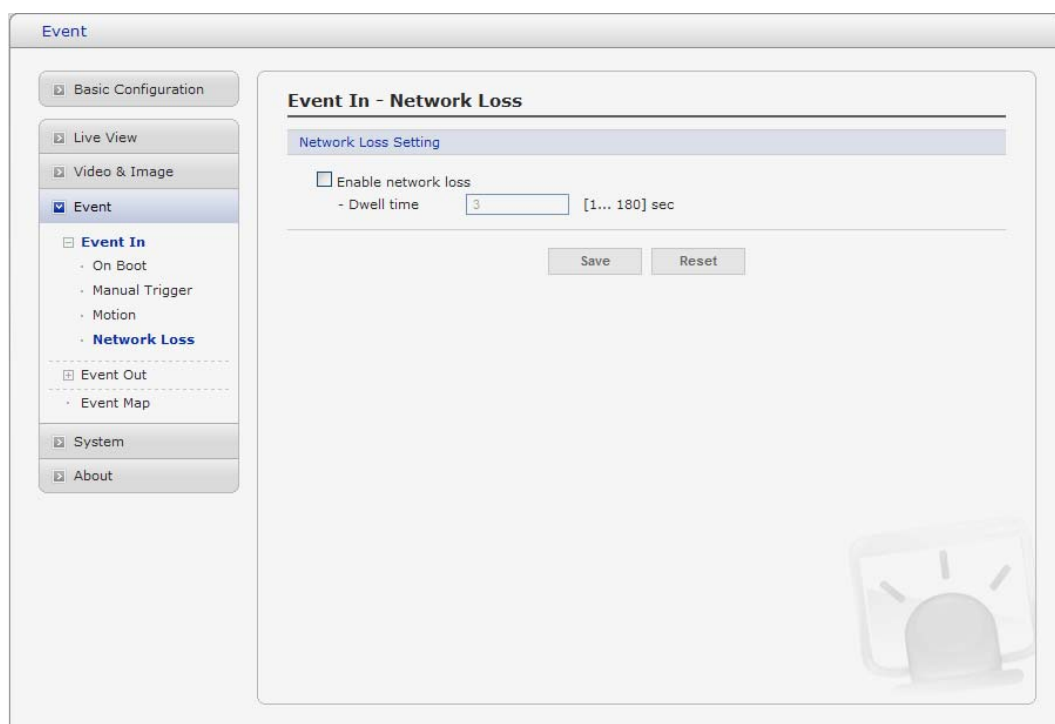 Event
Basic Configuration
Live View
Video & Image
Event
Event In
On Boot
Manual Trigger
Motion
Network Loss
Event Out
Event Map
System
About
Event In - Network Loss
Network Loss Setting
Enable network loss
- Dwell time 3 [1... 180] sec
Save Reset